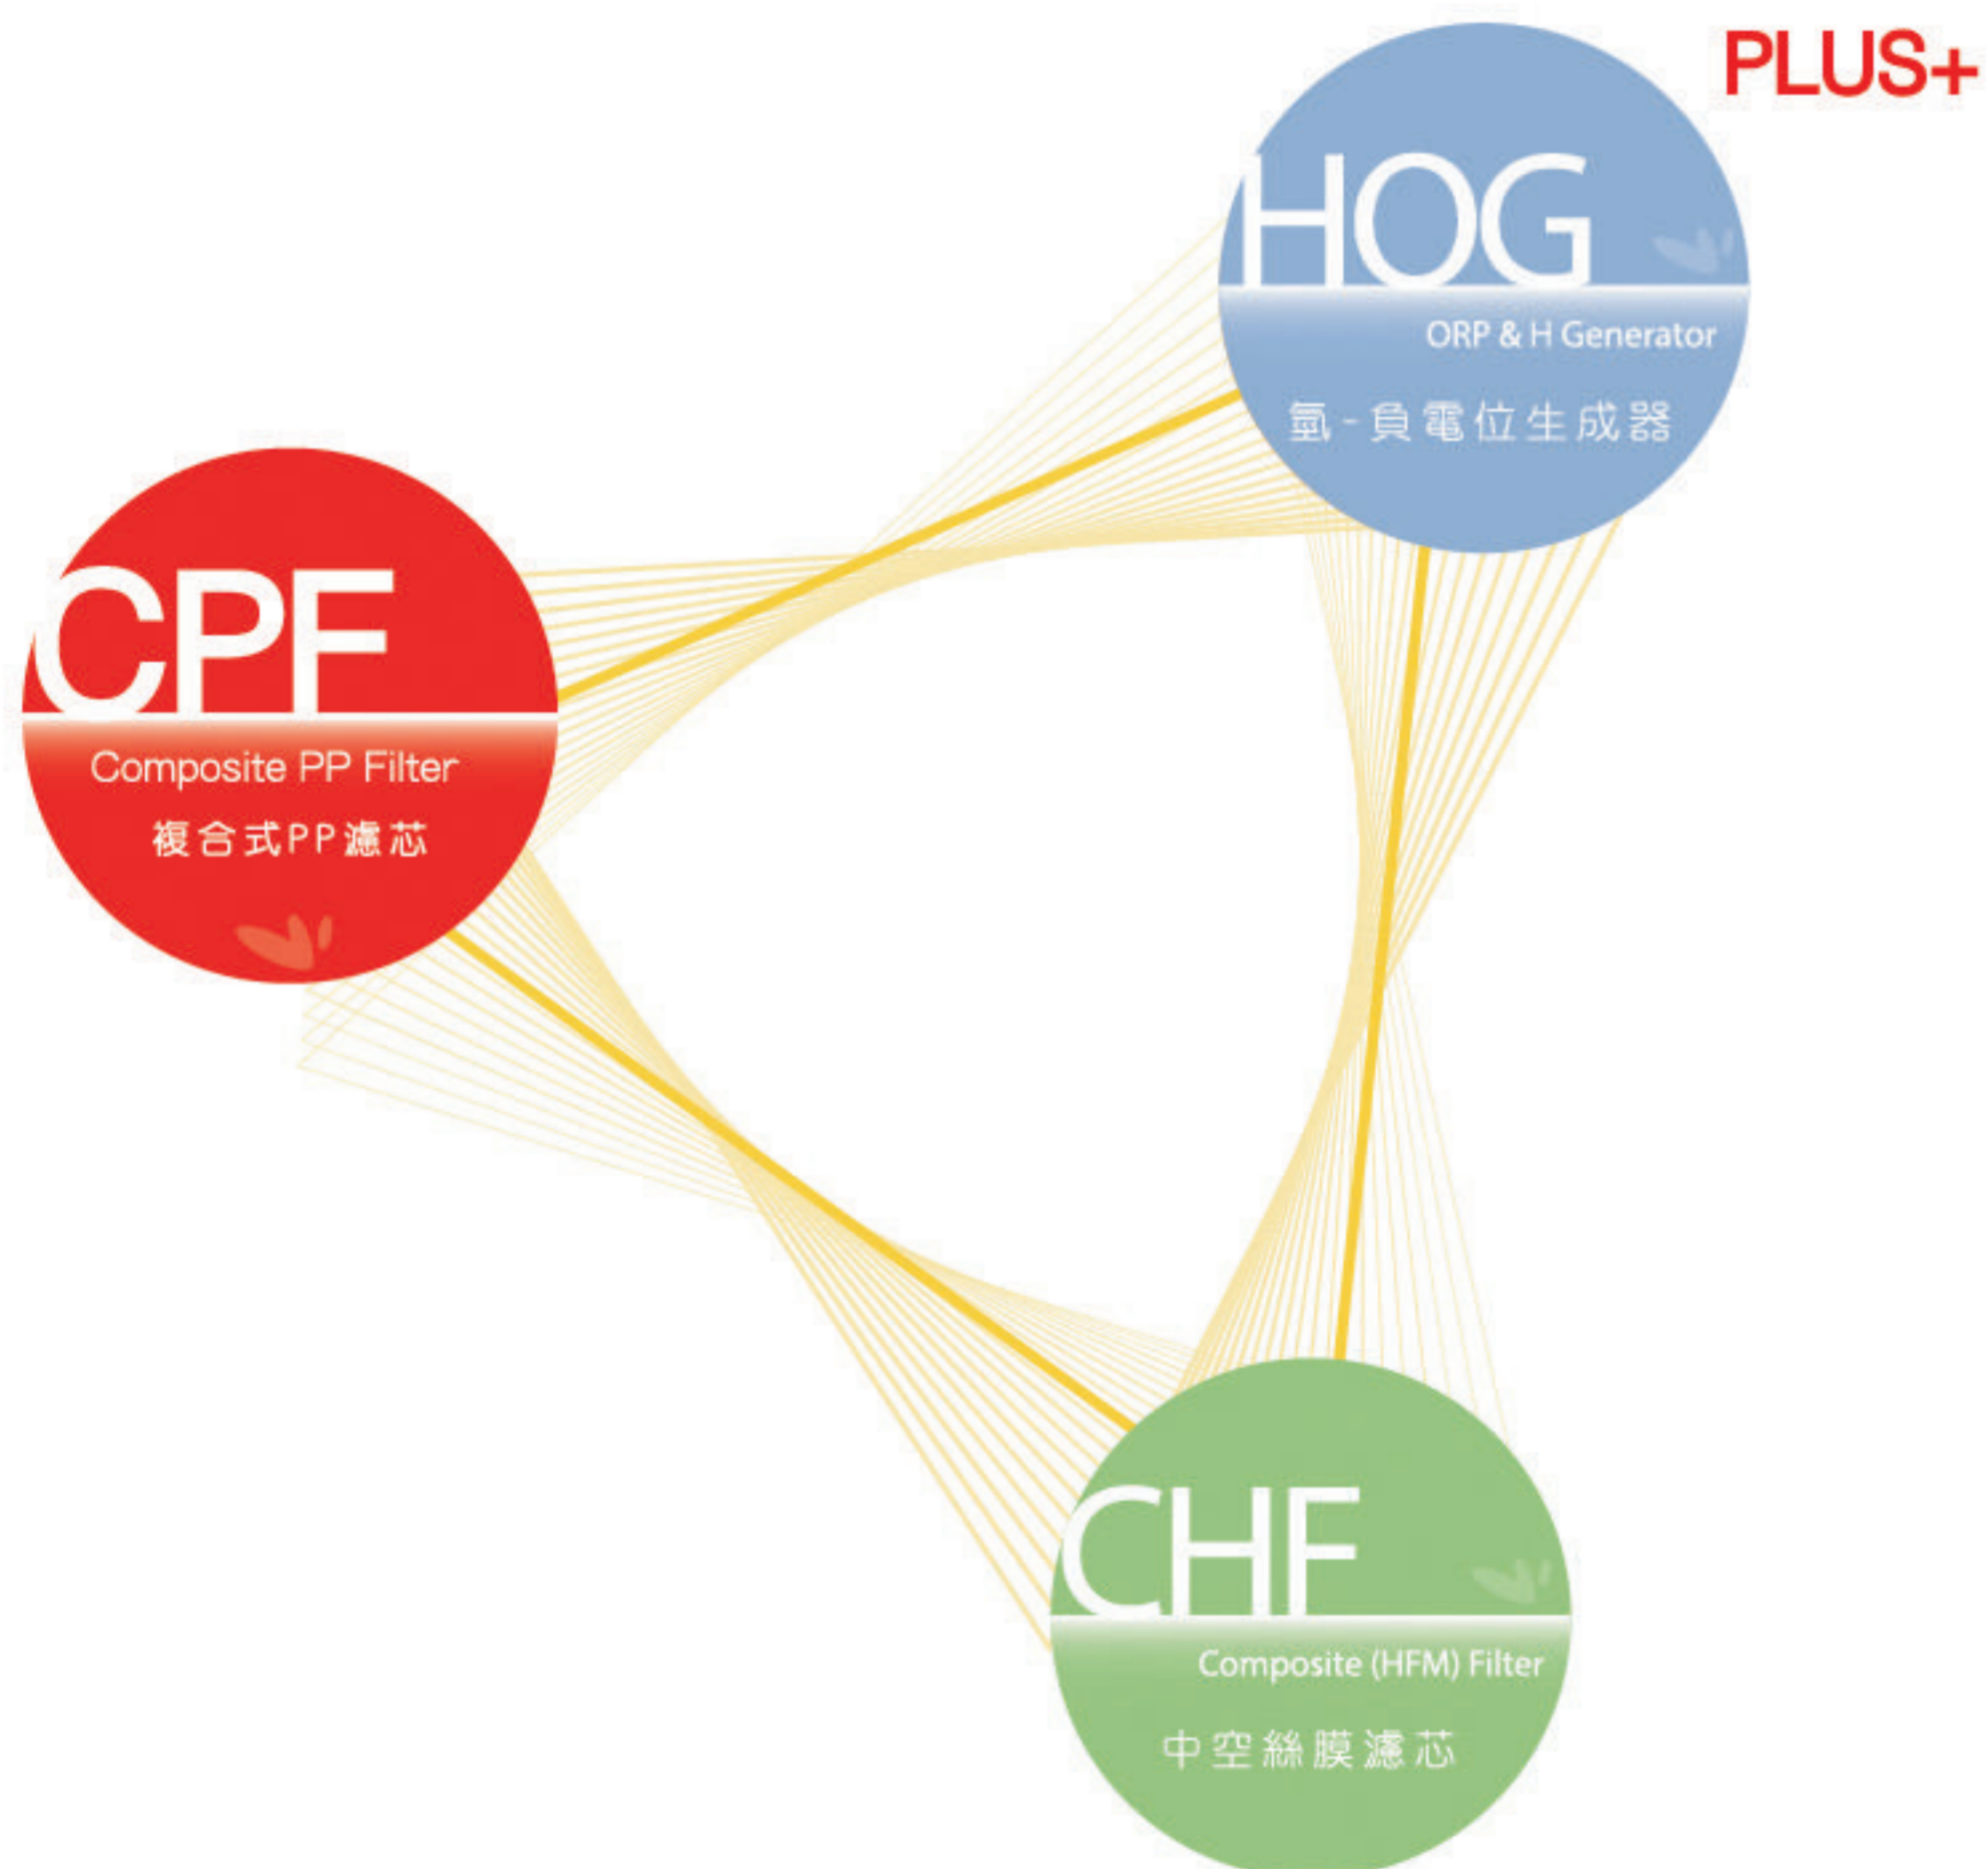 PLUS+
HOG
ORP & H Generator
氫-負電位生成器
CPF
Composite PP Filter
複合式PP濾芯
CHF
Composite (HFM) Filter
中空絲膜濾芯